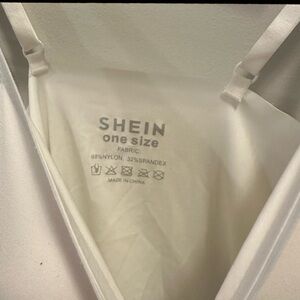 SHEIN
one size
FABRIC:
68%NYLON 32%SPANDEX
MADE IN CHINA